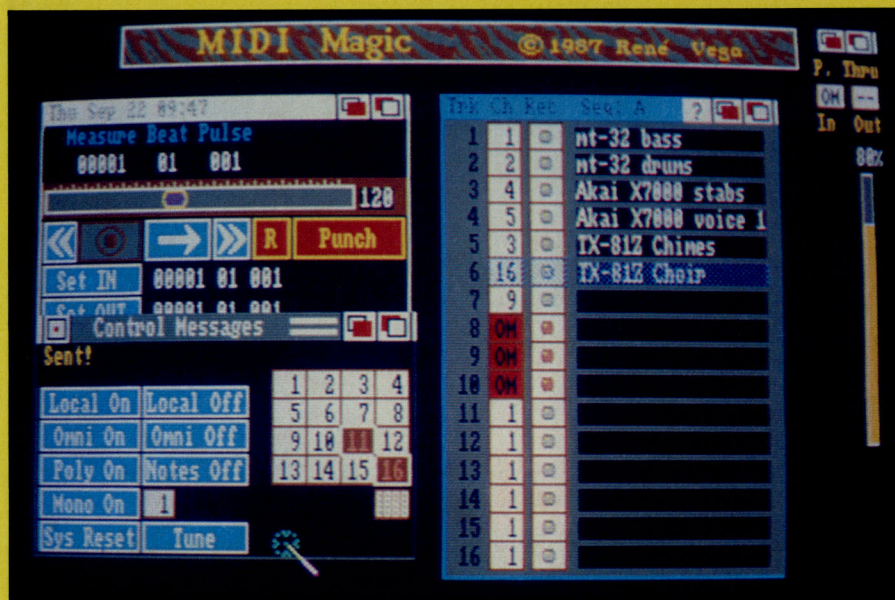 MIDI Magic © 1987 René Vega
Thu Sep 22 09:47
Measure Beat Pulse
00001 01 001
120
R Punch
Set IN 00001 01 001
Set OUT 00001 01 001
Control Messages
Sent!
Local On Local Off
Omni On Omni Off
Poly On Notes Off
Mono On 1
Sys Reset Tune
1 2 3 4
5 6 7 8
9 10 11 12
13 14 15 16
Trk Ch Rec Seq: A ?
1 1 mt-32 bass
2 2 mt-32 drums
3 4 Akai X7000 stabs
4 5 Akai X7000 voice 1
5 3 TX-81Z Chimes
6 16 TX-81Z Choir
7 9
8 OM
9 OM
10 OM
11 1
12 1
13 1
14 1
15 1
16 1
P. Thru
OM --
In Out
80%